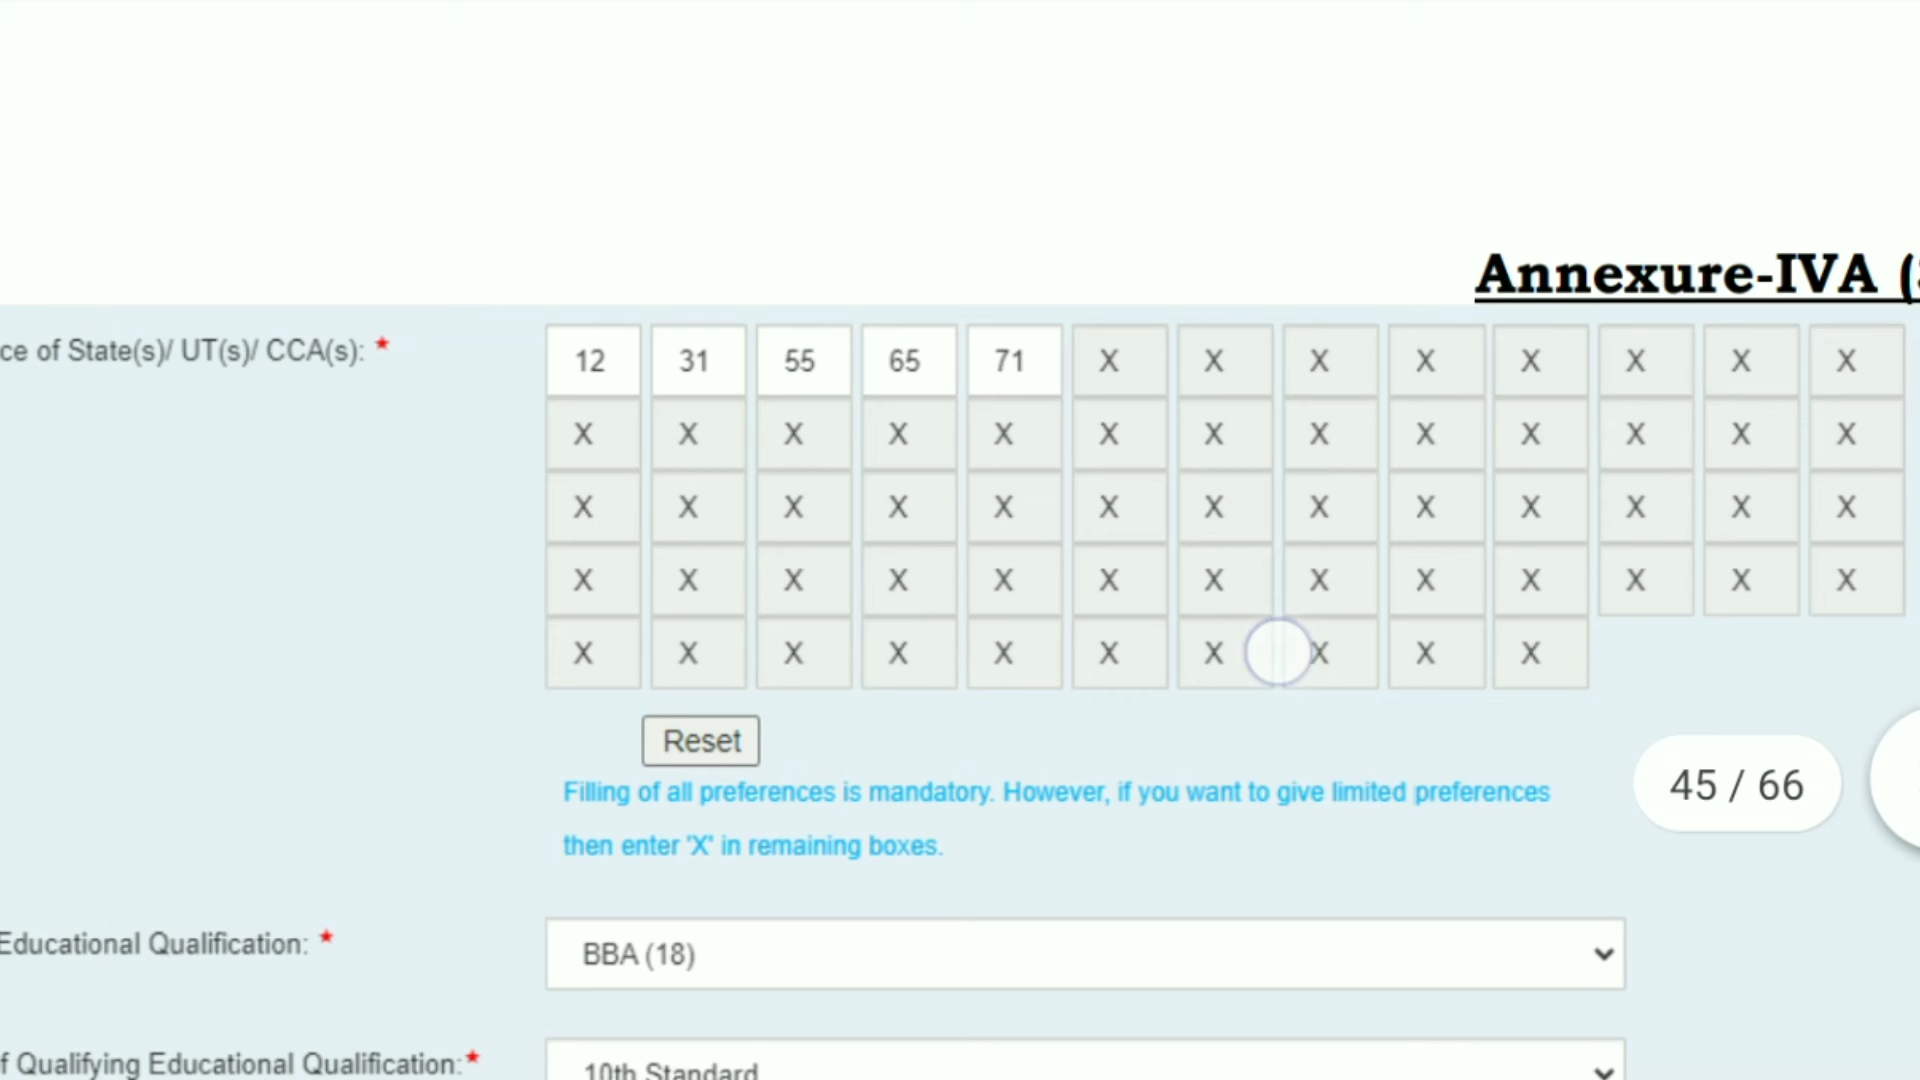 Annexure-IVA (
ce of State(s)/ UT(s)/ CCA(s): *
12 31 55 65 71 X X X X X X X X
X X X X X X X X X X X X X
X X X X X X X X X X X X X
X X X X X X X X X X X X X
X X X X X X X X X X
Reset
Filling of all preferences is mandatory. However, if you want to give limited preferences
then enter 'X' in remaining boxes.
45 / 66
Educational Qualification: *
BBA (18)
f Qualifying Educational Qualification:*
10th Standard